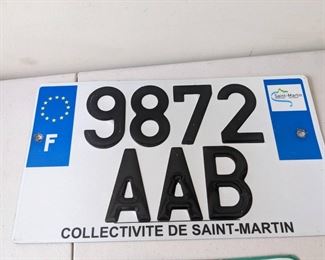 9872
F
Saint-Martin
AAB
COLLECTIVITE DE SAINT-MARTIN